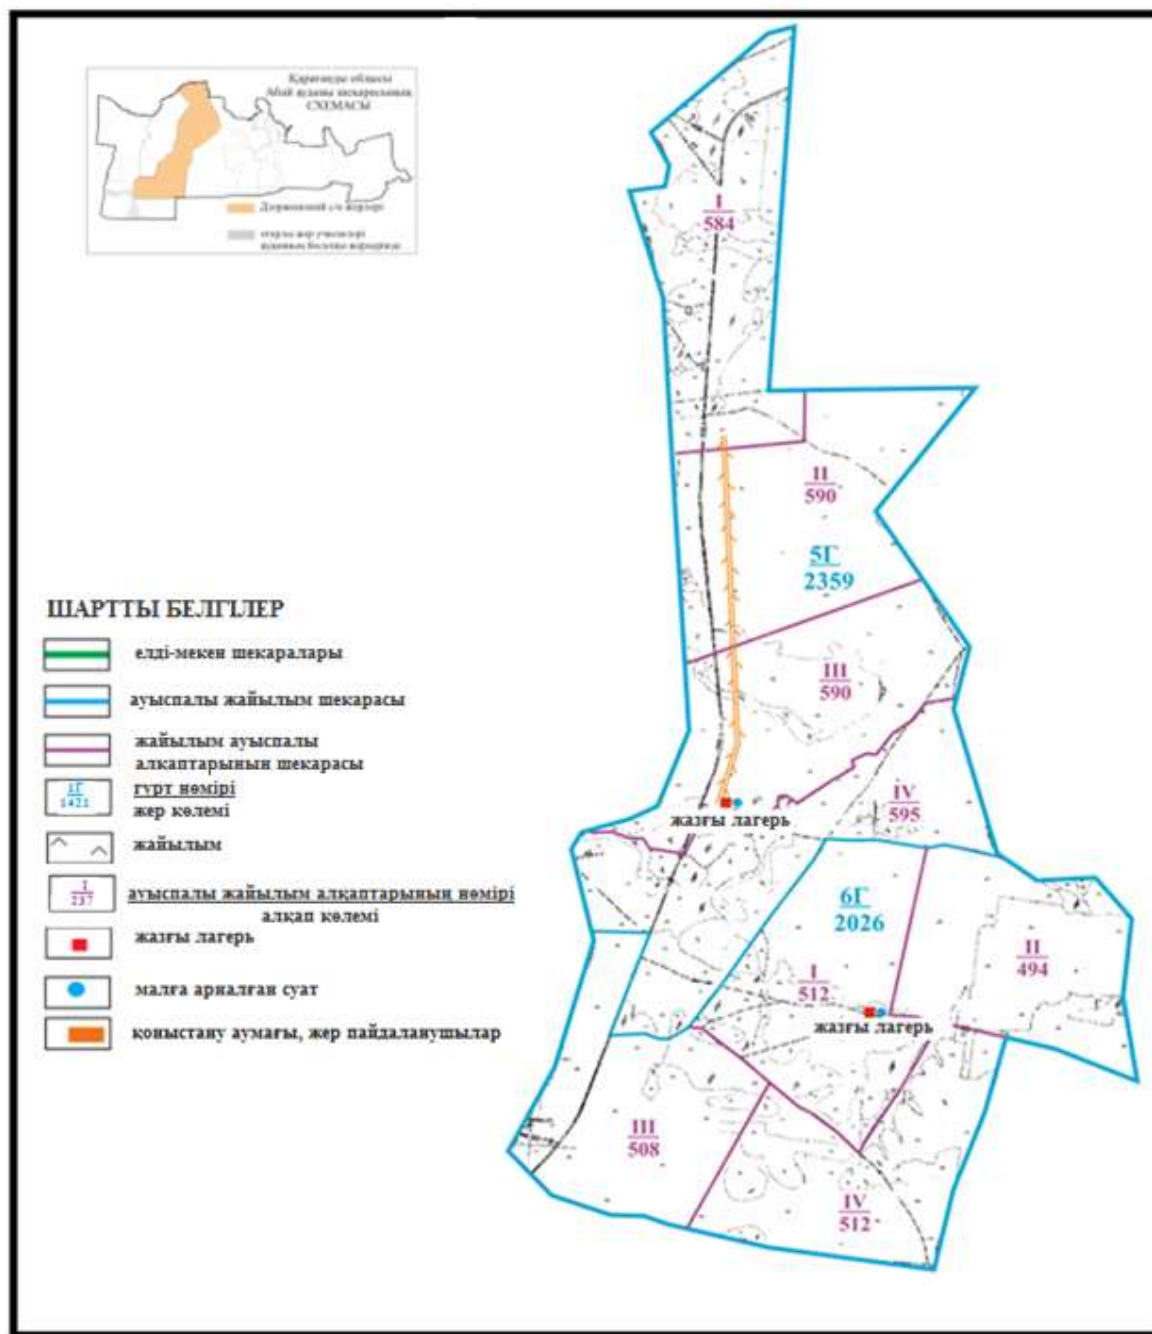 Қарағанды облысы
Абай ауданы шекарасының
СХЕМАСЫ
I
584
II
590
5Г
2359
III
590
IV
595
жазғы лагерь
6Г
2026
II
494
I
512
жазғы лагерь
III
508
IV
512
ШАРТТЫ БЕЛГІЛЕР
елді-мекен шекаралары
ауыспалы жайылым шекарасы
жайылым ауыспалы
алқаптарының шекарасы
1Г
1421
гурт нөмірі
жер көлемі
жайылым
I
237
ауыспалы жайылым алқаптарының нөмірі
алқап көлемі
жазғы лагерь
малға арналған суат
қоныстану аумағы, жер пайдаланушылар